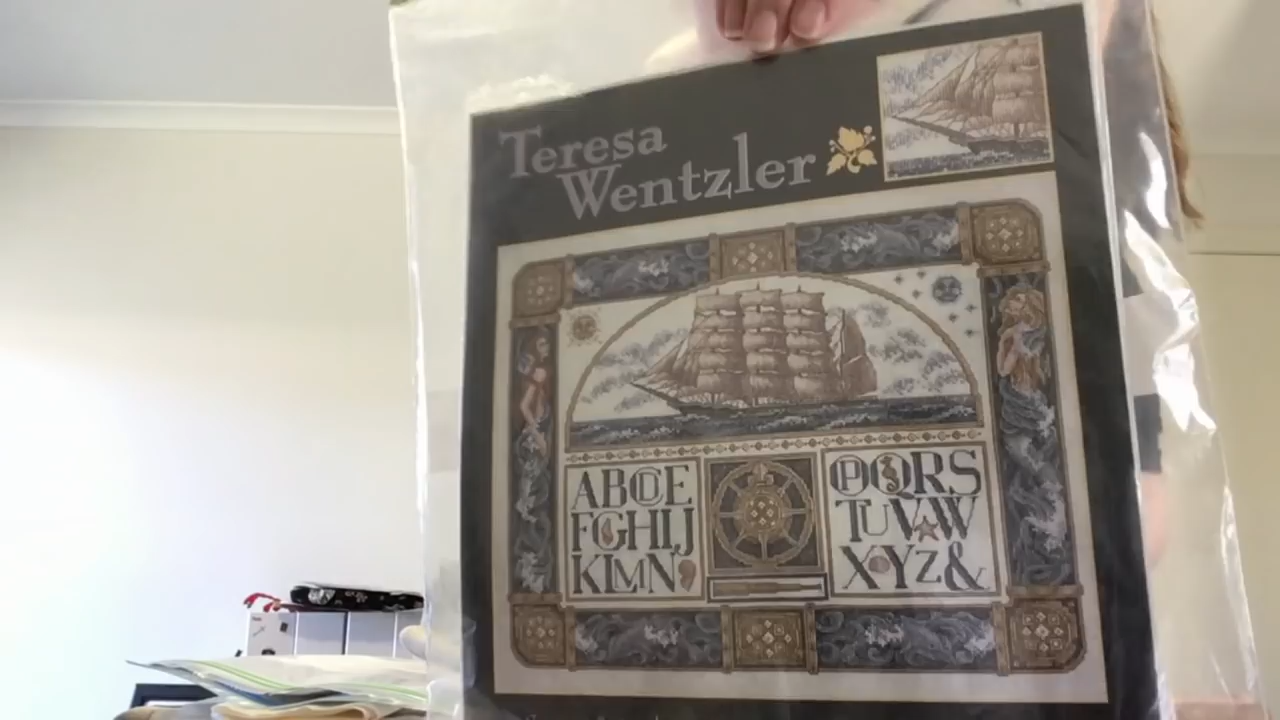 Teresa
Wentzler
ABCDE
FGHIJ
KLMN
OPQRS
TUVW
XYZ&